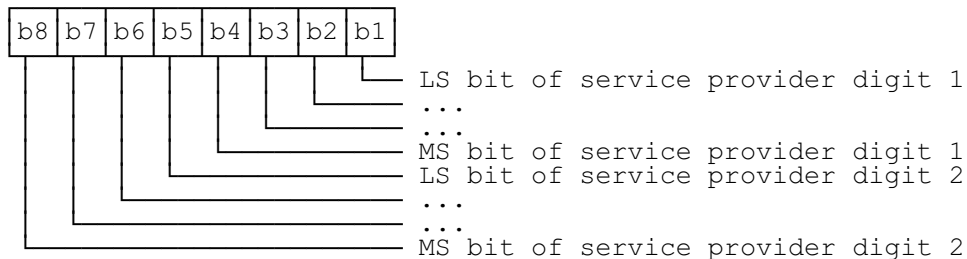 b8 b7 b6 b5 b4 b3 b2 b1
LS bit of service provider digit 1
...
...
MS bit of service provider digit 1
LS bit of service provider digit 2
...
...
MS bit of service provider digit 2